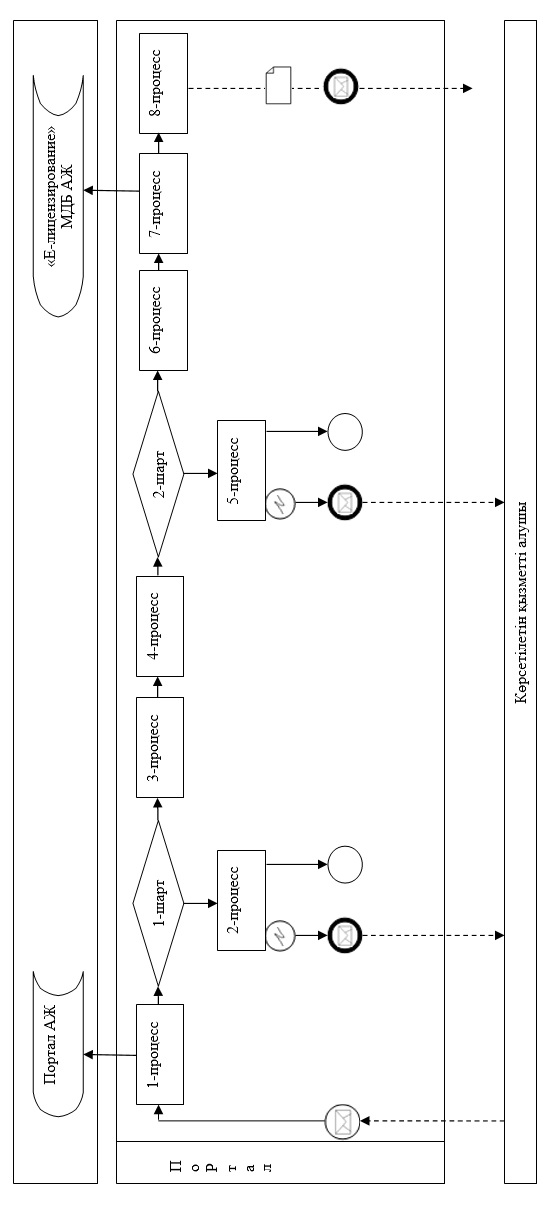 Портал АЖ
«Е-лицензирование»
МДБ АЖ
Портал
1-процесс
1-шарт
2-процесс
3-процесс
4-процесс
2-шарт
5-процесс
6-процесс
7-процесс
8-процесс
Көрсетілетін қызметті алушы